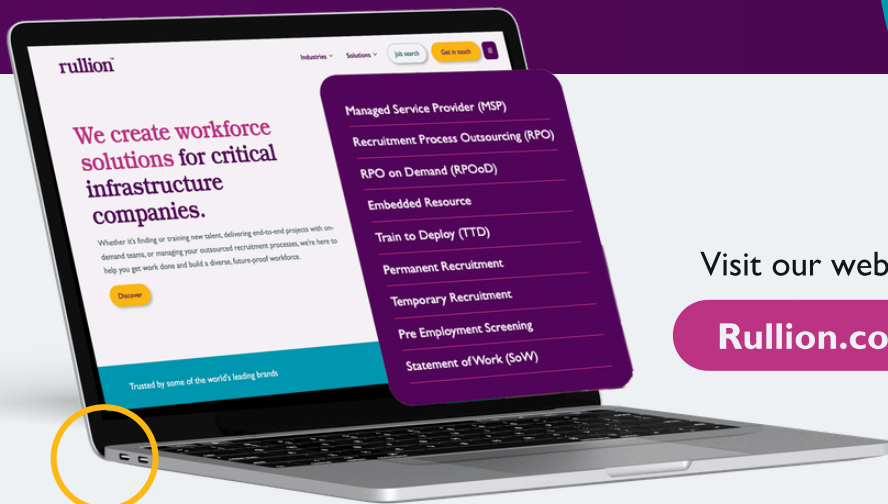 rullion
Industries
Solutions
Job search
Get in touch
We create workforce
solutions for critical
infrastructure
companies.
Whether it's finding or training new talent, delivering end-to-end projects with on-
demand teams, or managing your outsourced recruitment processes, we're here to
help you get work done and build a diverse, future-proof workforce.
Discover
Trusted by some of the world's leading brands
Managed Service Provider (MSP)
Recruitment Process Outsourcing (RPO)
RPO on Demand (RPOoD)
Embedded Resource
Train to Deploy (TTD)
Permanent Recruitment
Temporary Recruitment
Pre Employment Screening
Statement of Work (SoW)
Visit our web
Rullion.co